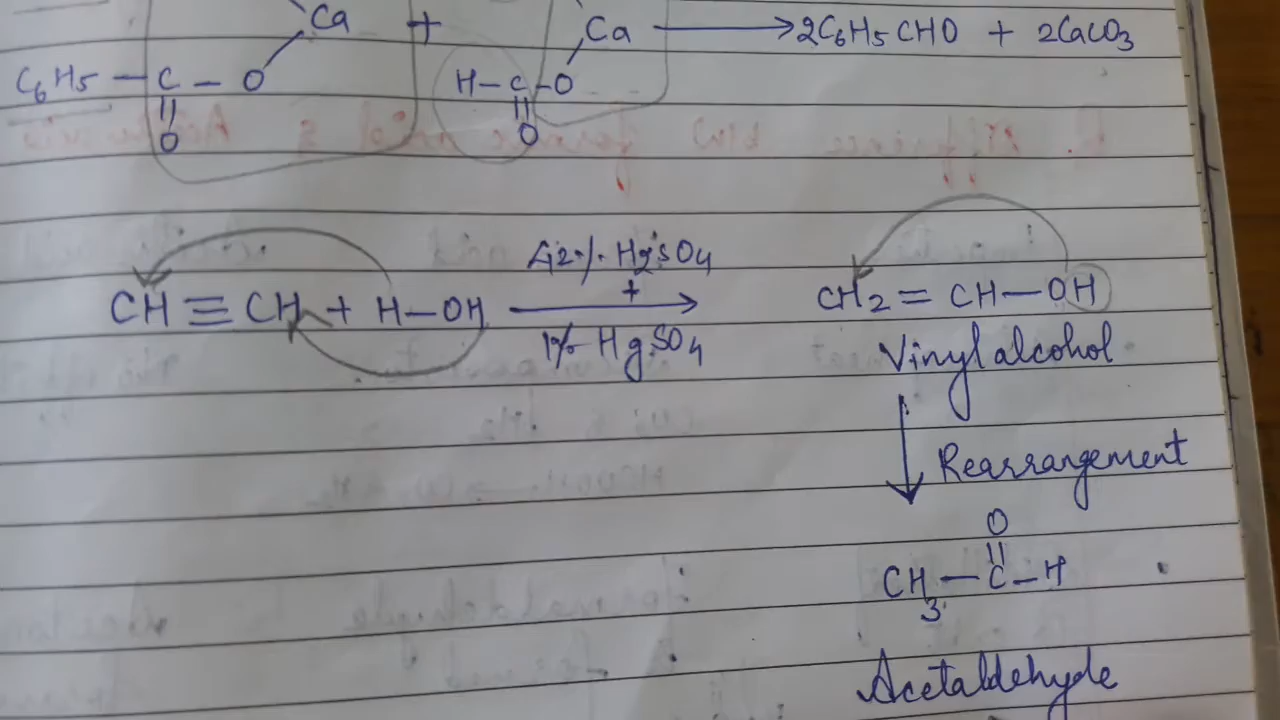 Ca + Ca → 2C6H5CHO + 2CaCO3
C6H5 — C — O H — C — O
O O
42% HgSO4
CH ≡ CH + H — OH + → CH2 = CH — OH
1% HgSO4 Vinyl alcohol
Rearrangement
O
CH3 — C — H
Acetaldehyde